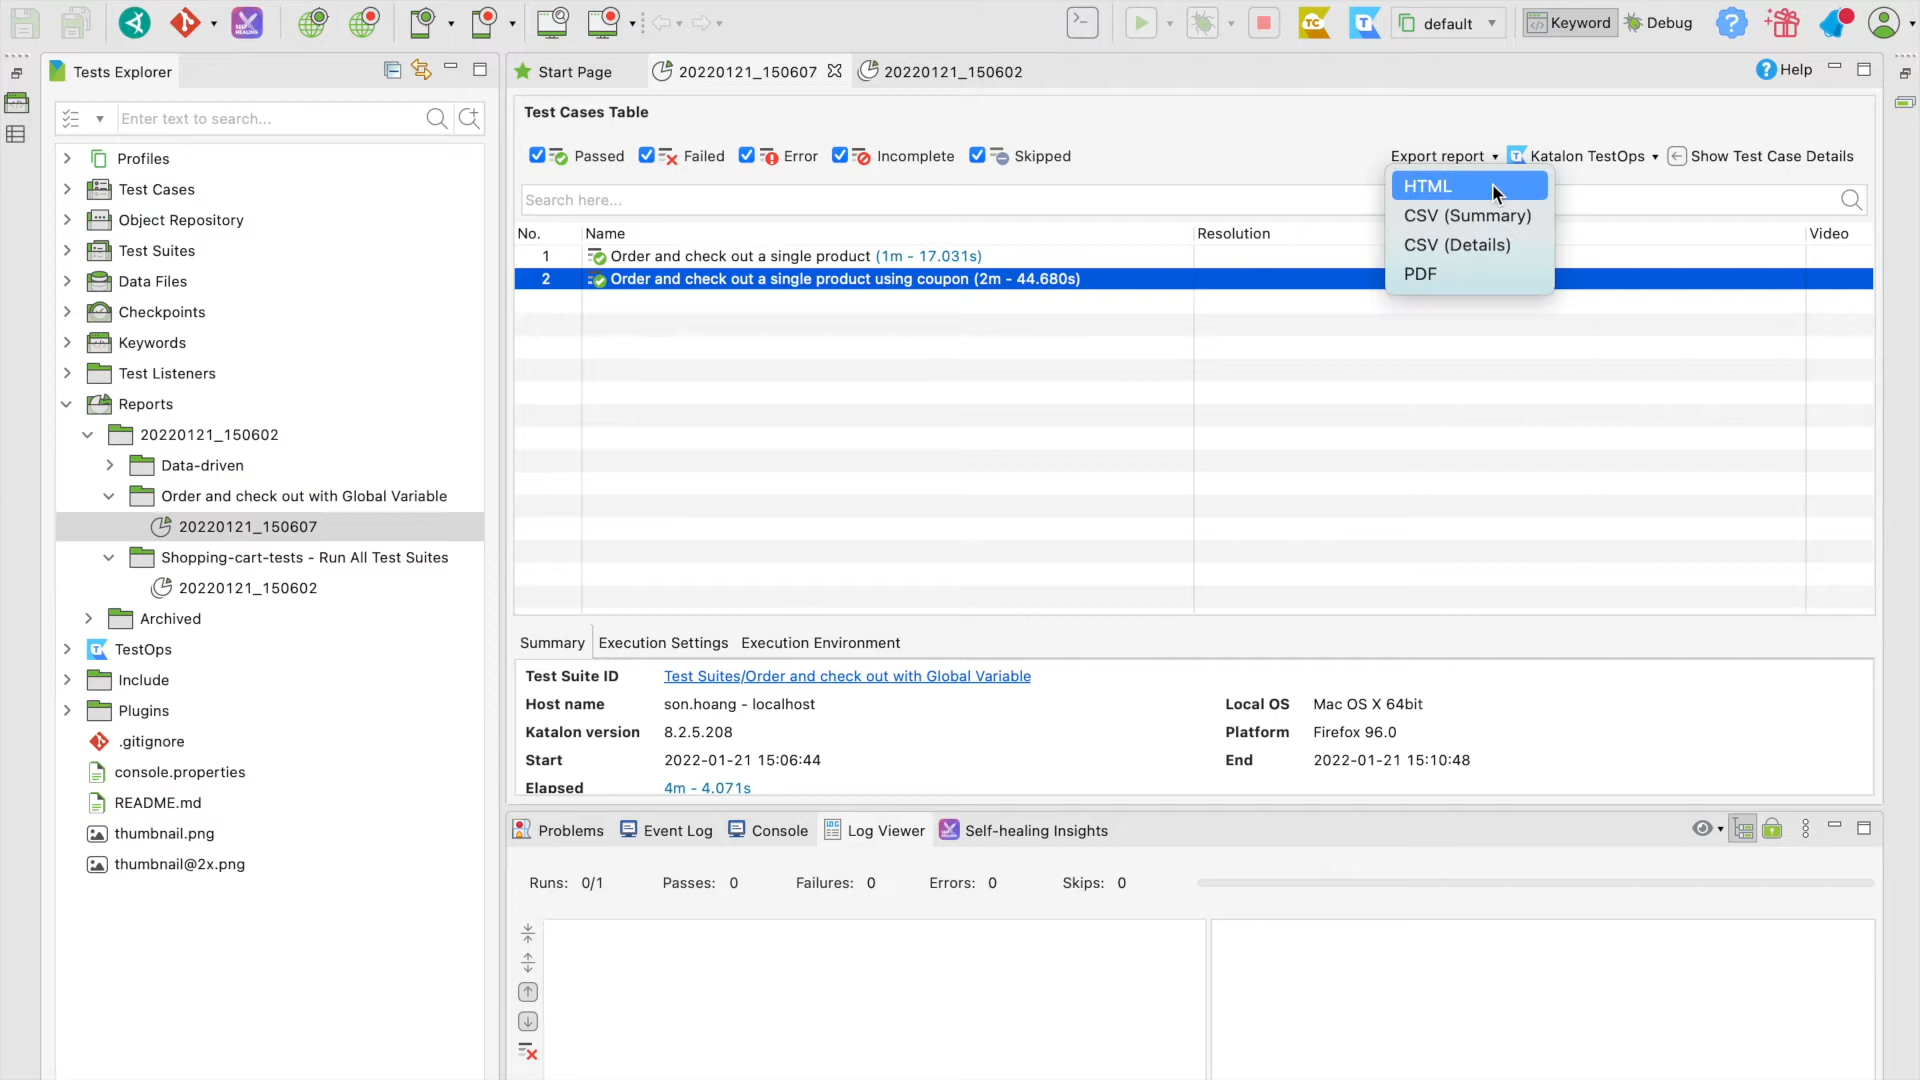 default
Keyword
Debug
Tests Explorer
Start Page
20220121_150607
20220121_150602
Help
Enter text to search...
Test Cases Table
Passed
Failed
Error
Incomplete
Skipped
Export report
Katalon TestOps
Show Test Case Details
HTML
CSV (Summary)
CSV (Details)
PDF
Search here...
No.
Name
Resolution
Video
1
Order and check out a single product (1m - 17.031s)
2
Order and check out a single product using coupon (2m - 44.680s)
Profiles
Test Cases
Object Repository
Test Suites
Data Files
Checkpoints
Keywords
Test Listeners
Reports
20220121_150602
Data-driven
Order and check out with Global Variable
20220121_150607
Shopping-cart-tests - Run All Test Suites
20220121_150602
Archived
TestOps
Include
Plugins
.gitignore
console.properties
README.md
thumbnail.png
thumbnail@2x.png
Summary
Execution Settings
Execution Environment
Test Suite ID
Test Suites/Order and check out with Global Variable
Host name
son.hoang - localhost
Local OS
Mac OS X 64bit
Katalon version
8.2.5.208
Platform
Firefox 96.0
Start
2022-01-21 15:06:44
End
2022-01-21 15:10:48
Elapsed
4m - 4.071s
Problems
Event Log
Console
Log Viewer
Self-healing Insights
Runs: 0/1
Passes: 0
Failures: 0
Errors: 0
Skips: 0